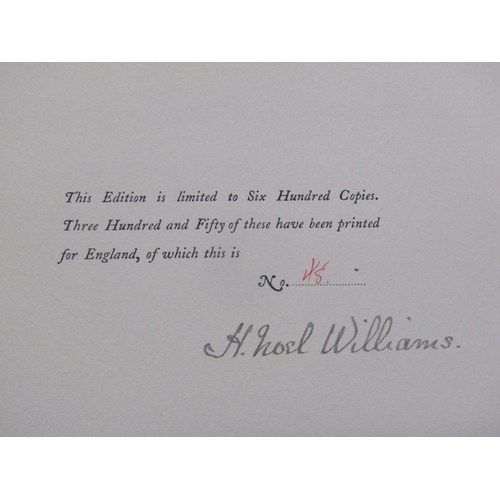 This Edition is limited to Six Hundred Copies.
Three Hundred and Fifty of these have been printed
for England, of which this is
No. 48.
H. Noel Williams.